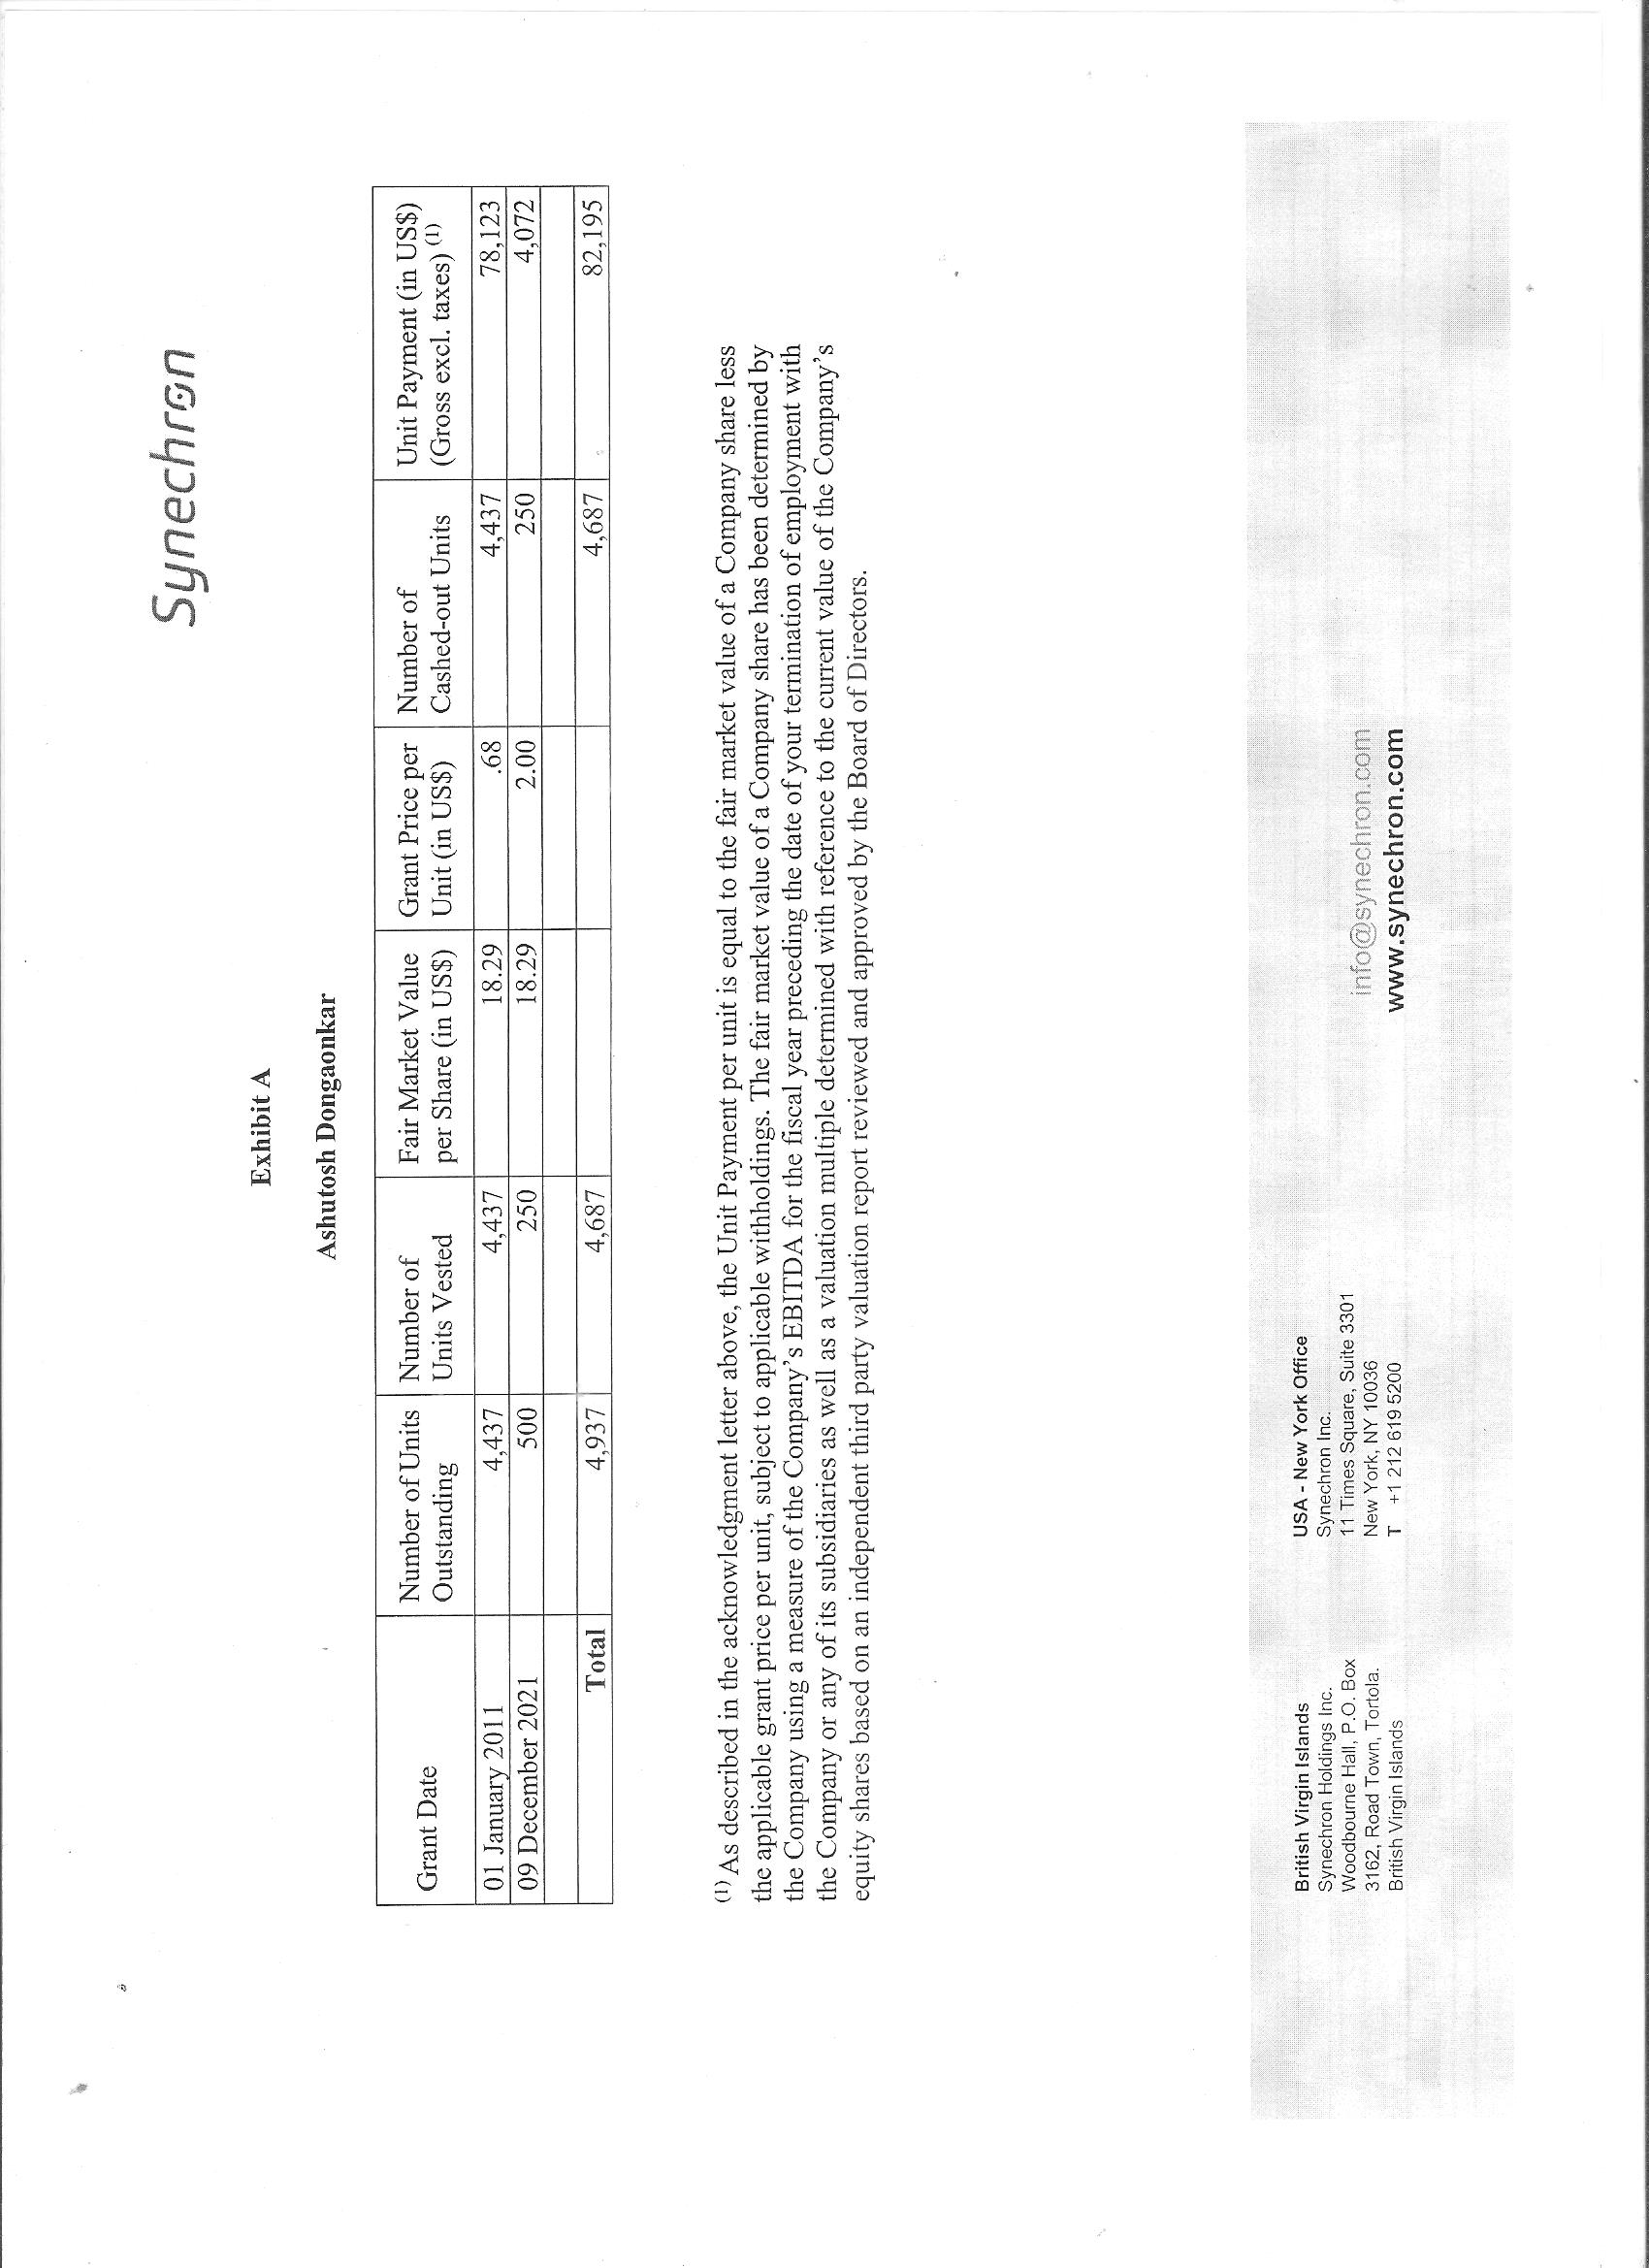 Synechron
Exhibit A
Ashutosh Dongaonkar
Grant Date | Number of Units Outstanding | Number of Units Vested | Fair Market Value per Share (in US$) | Grant Price per Unit (in US$) | Number of Cashed-out Units | Unit Payment (in US$) (Gross excl. taxes) (1)
01 January 2011 | 4,437 | 4,437 | 18.29 | .68 | 4,437 | 78,123
09 December 2021 | 500 | 250 | 18.29 | 2.00 | 250 | 4,072
Total | 4,937 | 4,687 | | | 4,687 | 82,195
(1) As described in the acknowledgment letter above, the Unit Payment per unit is equal to the fair market value of a Company share less
the applicable grant price per unit, subject to applicable withholdings. The fair market value of a Company share has been determined by
the Company using a measure of the Company's EBITDA for the fiscal year preceding the date of your termination of employment with
the Company or any of its subsidiaries as well as a valuation multiple determined with reference to the current value of the Company's
equity shares based on an independent third party valuation report reviewed and approved by the Board of Directors.
British Virgin Islands
Synechron Holdings Inc.
Woodbourne Hall, P.O. Box
3162, Road Town, Tortola.
British Virgin Islands
USA - New York Office
Synechron Inc.
11 Times Square, Suite 3301
New York, NY 10036
T +1 212 619 5200
info@synechron.com
www.synechron.com